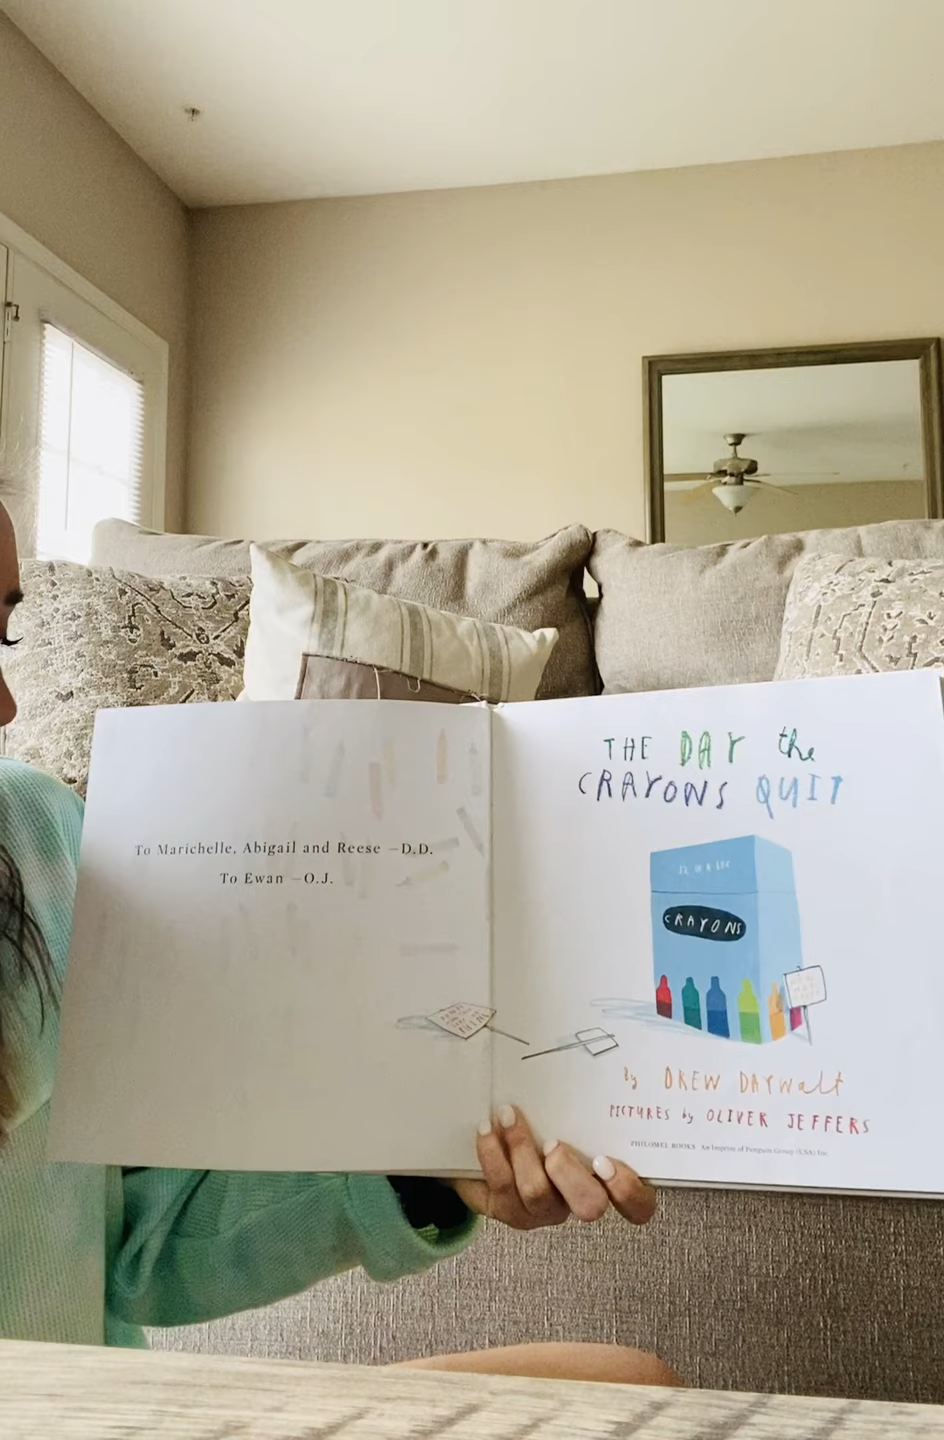 To Marichelle, Abigail and Reese —D.D.
To Ewan —O.J.
THE DAY the
CRAYONS QUIT
CRAYONS
by DREW DAYWalt
PICTURES by OLIVER JEFFERS
PHILOMEL BOOKS An Imprint of Penguin Group (USA) Inc.